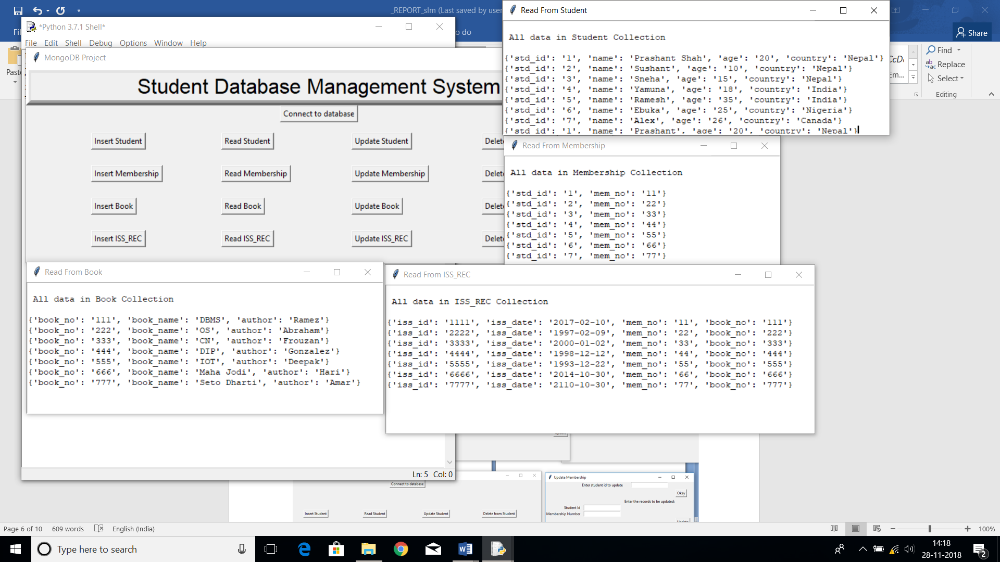 _REPORT_slm (Last saved by user
Fi
o do
Share
Paste
Find
Replace
Select
Editing
Em...
*Python 3.7.1 Shell*
File Edit Shell Debug Options Window Help
MongoDB Project
Student Database Management System
Connect to database
Insert Student Read Student Update Student Delet
Insert Membership Read Membership Update Membership Delet
Insert Book Read Book Update Book Delet
Insert ISS_REC Read ISS_REC Update ISS_REC Delet
Read From Student
All data in Student Collection
{'std_id': '1', 'name': 'Prashant Shah', 'age': '20', 'country': 'Nepal'}
{'std_id': '2', 'name': 'Sushant', 'age': '10', 'country': 'Nepal'}
{'std_id': '3', 'name': 'Sneha', 'age': '15', 'country': 'Nepal'}
{'std_id': '4', 'name': 'Yamuna', 'age': '18', 'country': 'India'}
{'std_id': '5', 'name': 'Ramesh', 'age': '35', 'country': 'India'}
{'std_id': '6', 'name': 'Ebuka', 'age': '25', 'country': 'Nigeria'}
{'std_id': '7', 'name': 'Alex', 'age': '26', 'country': 'Canada'}
{'std_id': '1', 'name': 'Prashant', 'age': '20', 'country': 'Nepal'}
Read From Membership
All data in Membership Collection
{'std_id': '1', 'mem_no': '11'}
{'std_id': '2', 'mem_no': '22'}
{'std_id': '3', 'mem_no': '33'}
{'std_id': '4', 'mem_no': '44'}
{'std_id': '5', 'mem_no': '55'}
{'std_id': '6', 'mem_no': '66'}
{'std_id': '7', 'mem_no': '77'}
Read From Book
All data in Book Collection
{'book_no': '111', 'book_name': 'DBMS', 'author': 'Ramez'}
{'book_no': '222', 'book_name': 'OS', 'author': 'Abraham'}
{'book_no': '333', 'book_name': 'CN', 'author': 'Frouzan'}
{'book_no': '444', 'book_name': 'DIP', 'author': 'Gonzalez'}
{'book_no': '555', 'book_name': 'IOT', 'author': 'Deepak'}
{'book_no': '666', 'book_name': 'Maha Jodi', 'author': 'Hari'}
{'book_no': '777', 'book_name': 'Seto Dharti', 'author': 'Amar'}
Read From ISS_REC
All data in ISS_REC Collection
{'iss_id': '1111', 'iss_date': '2017-02-10', 'mem_no': '11', 'book_no': '111'}
{'iss_id': '2222', 'iss_date': '1997-02-09', 'mem_no': '22', 'book_no': '222'}
{'iss_id': '3333', 'iss_date': '2000-01-02', 'mem_no': '33', 'book_no': '333'}
{'iss_id': '4444', 'iss_date': '1998-12-12', 'mem_no': '44', 'book_no': '444'}
{'iss_id': '5555', 'iss_date': '1993-12-22', 'mem_no': '55', 'book_no': '555'}
{'iss_id': '6666', 'iss_date': '2014-10-30', 'mem_no': '66', 'book_no': '666'}
{'iss_id': '7777', 'iss_date': '2110-10-30', 'mem_no': '77', 'book_no': '777'}
Ln: 5 Col: 0
Connect to database
Insert Student Read Student Update Student Delete from Student
Update Membership
Enter student id to update
Okay
Enter the records to be updated:
Student Id
Membership Number
Update
Page 6 of 10 609 words English (India) 100%
Type here to search
14:18
28-11-2018
2